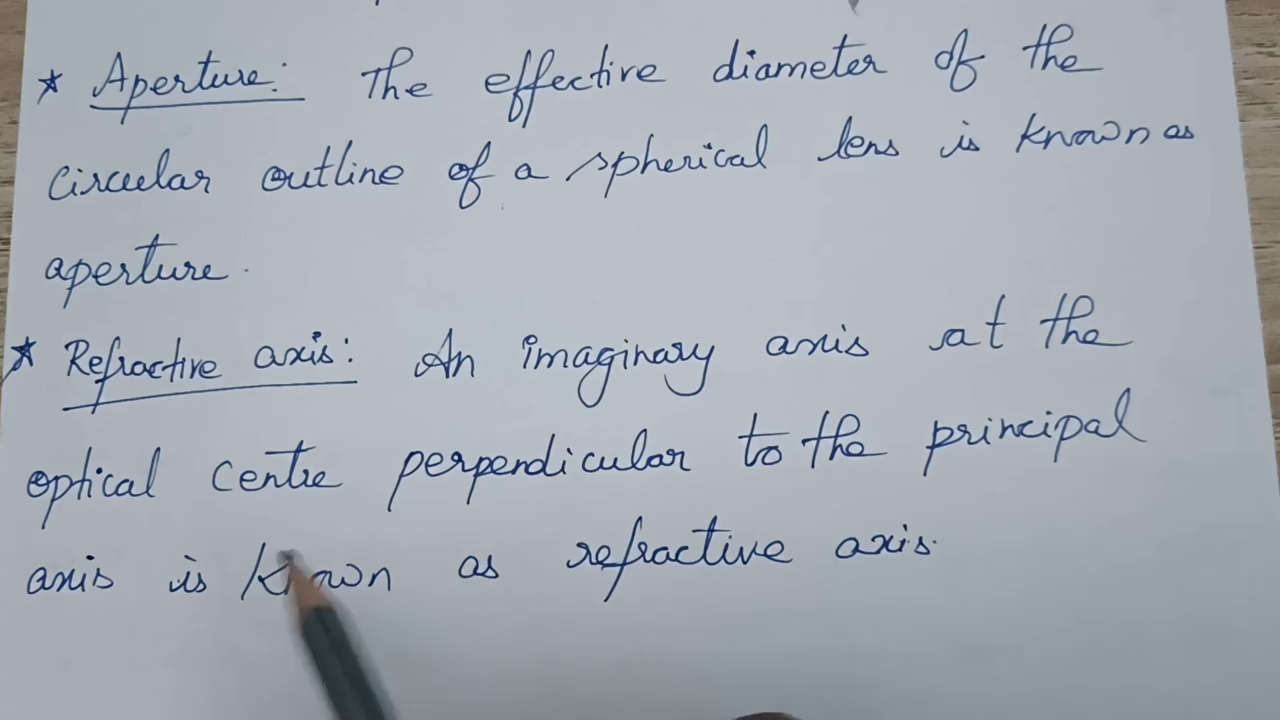 ★ Aperture: The effective diameter of the
circular outline of a spherical lens is known as
aperture.
★ Refractive axis: An imaginary axis at the
optical centre perpendicular to the principal
axis is known as refractive axis.